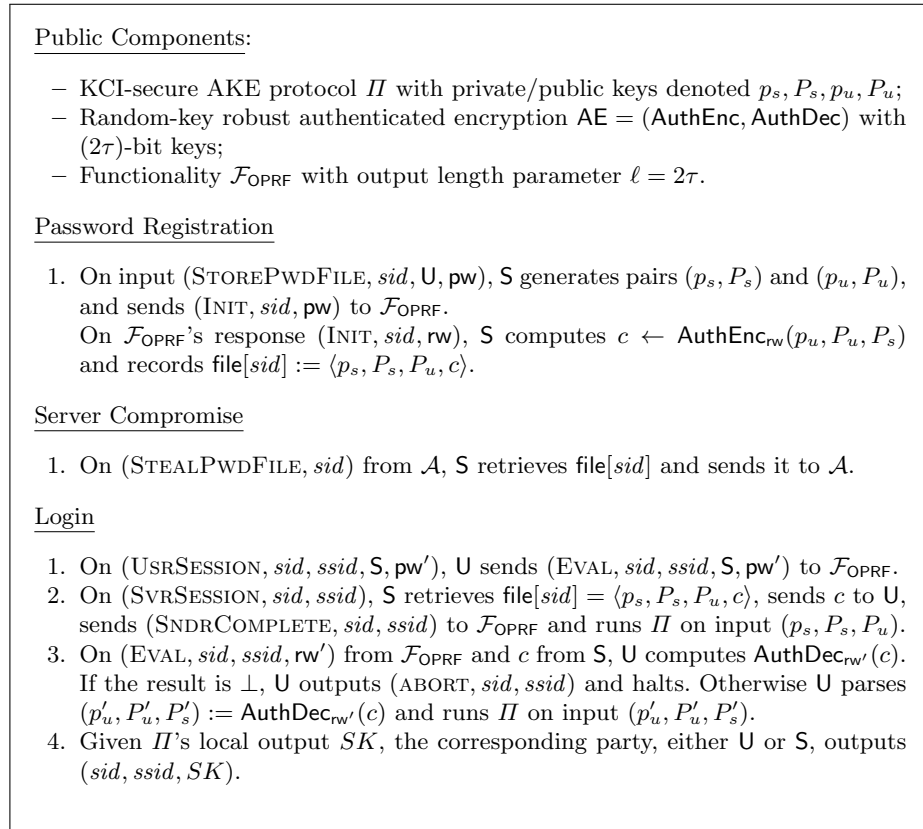 Public Components:
– KCI-secure AKE protocol Π with private/public keys denoted p_s, P_s, p_u, P_u;
– Random-key robust authenticated encryption AE = (AuthEnc, AuthDec) with
(2τ)-bit keys;
– Functionality F_OPRF with output length parameter ℓ = 2τ.
Password Registration
1. On input (STOREPWDFILE, sid, U, pw), S generates pairs (p_s, P_s) and (p_u, P_u),
and sends (INIT, sid, pw) to F_OPRF.
On F_OPRF's response (INIT, sid, rw), S computes c ← AuthEnc_rw(p_u, P_u, P_s)
and records file[sid] := ⟨p_s, P_s, P_u, c⟩.
Server Compromise
1. On (STEALPWDFILE, sid) from A, S retrieves file[sid] and sends it to A.
Login
1. On (USRSESSION, sid, ssid, S, pw′), U sends (EVAL, sid, ssid, S, pw′) to F_OPRF.
2. On (SVRSESSION, sid, ssid), S retrieves file[sid] = ⟨p_s, P_s, P_u, c⟩, sends c to U,
sends (SNDRCOMPLETE, sid, ssid) to F_OPRF and runs Π on input (p_s, P_s, P_u).
3. On (EVAL, sid, ssid, rw′) from F_OPRF and c from S, U computes AuthDec_rw′(c).
If the result is ⊥, U outputs (ABORT, sid, ssid) and halts. Otherwise U parses
(p′_u, P′_u, P′_s) := AuthDec_rw′(c) and runs Π on input (p′_u, P′_u, P′_s).
4. Given Π's local output SK, the corresponding party, either U or S, outputs
(sid, ssid, SK).